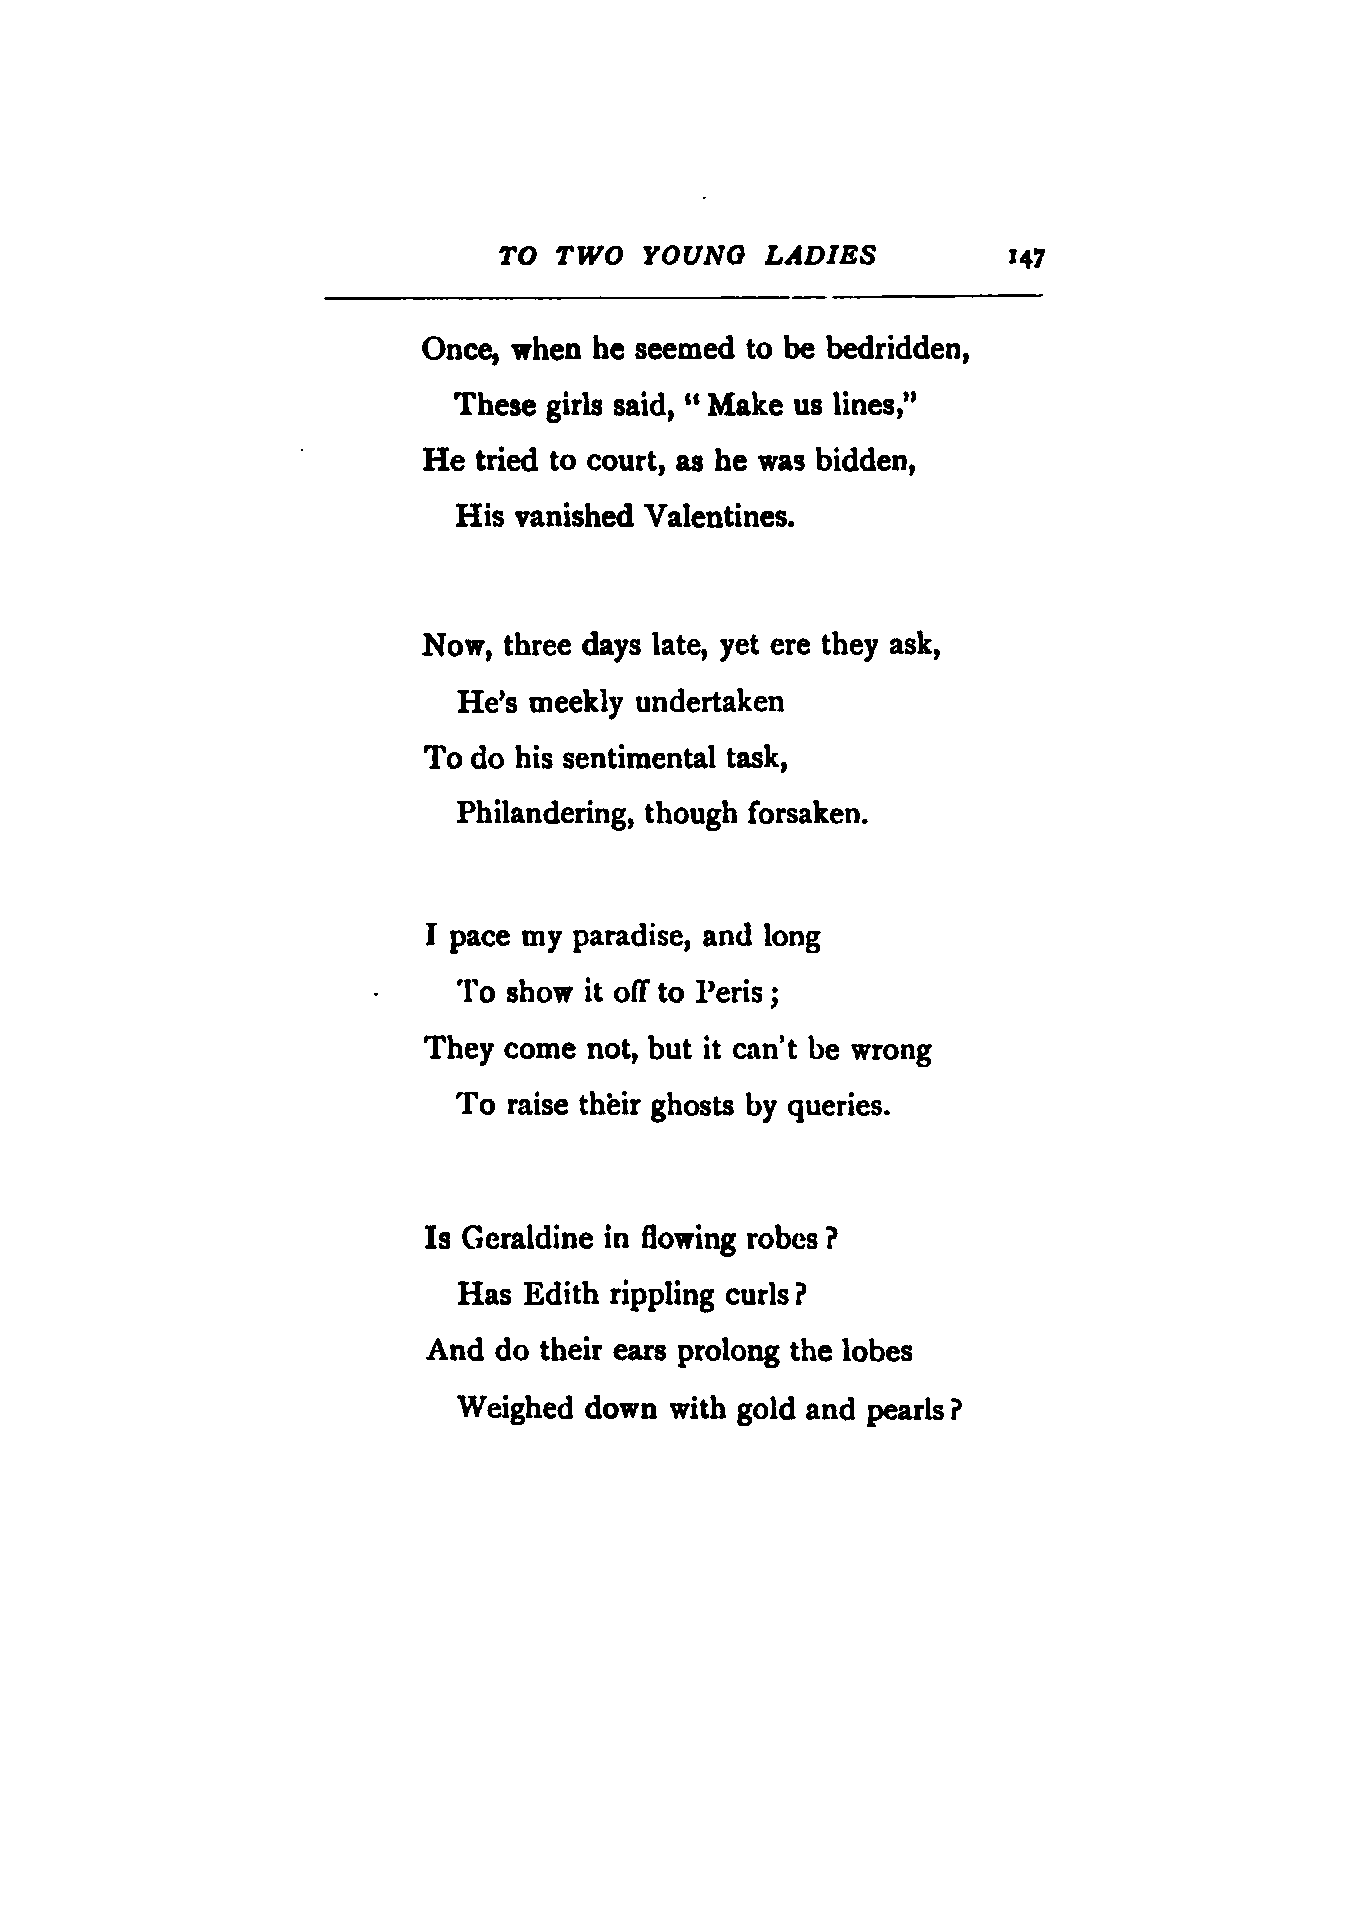 TO TWO YOUNG LADIES 147
Once, when he seemed to be bedridden,
These girls said, “ Make us lines,”
He tried to court, as he was bidden,
His vanished Valentines.
Now, three days late, yet ere they ask,
He’s meekly undertaken
To do his sentimental task,
Philandering, though forsaken.
I pace my paradise, and long
To show it off to Peris ;
They come not, but it can’t be wrong
To raise their ghosts by queries.
Is Geraldine in flowing robes ?
Has Edith rippling curls ?
And do their ears prolong the lobes
Weighed down with gold and pearls ?